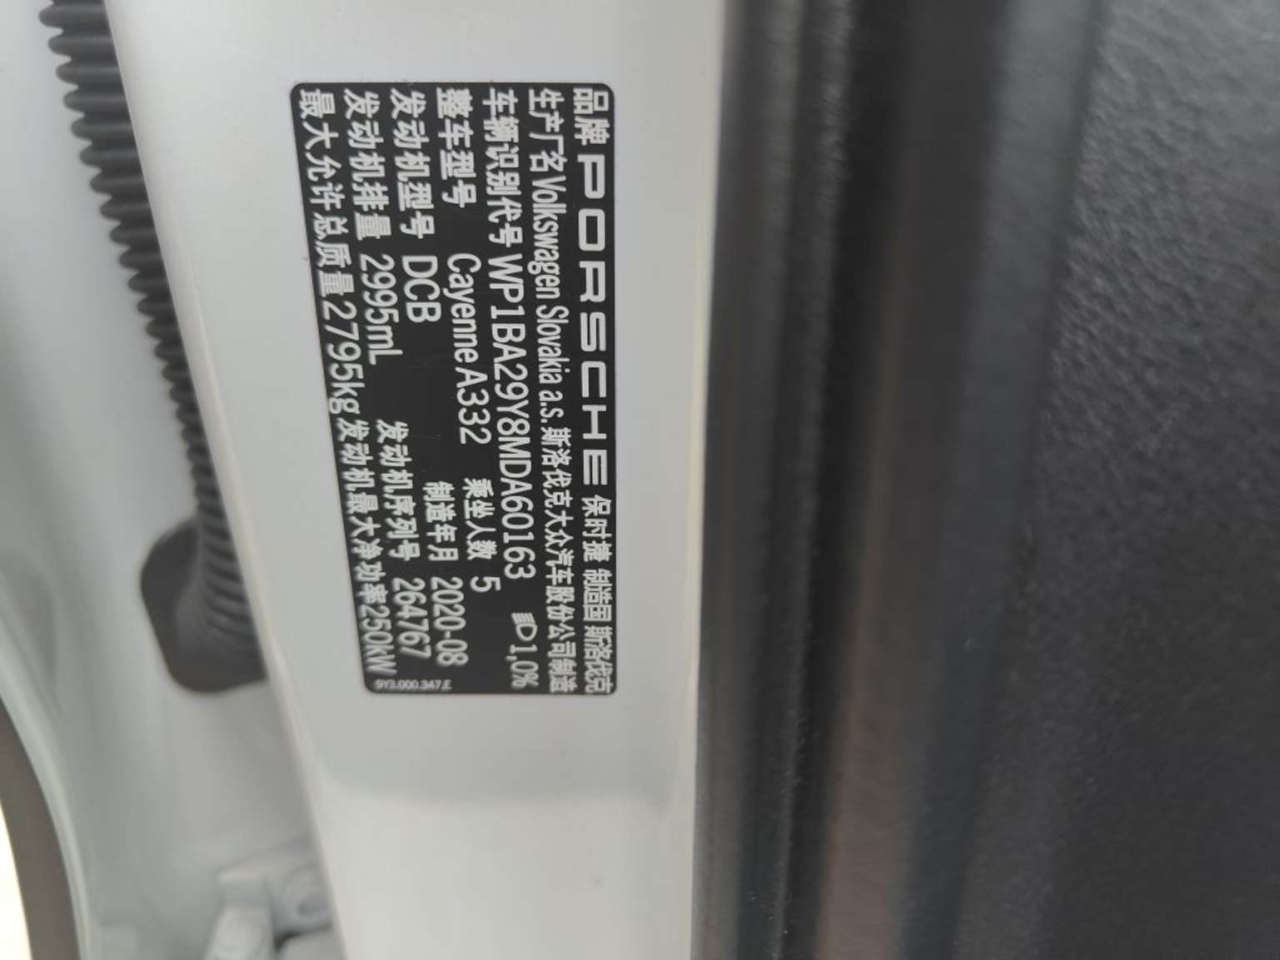 品牌 PORSCHE 保时捷 制造国 斯洛伐克
生产厂名 Volkswagen Slovakia a.s. 斯洛伐克大众汽车股份公司制造
车辆识别代号 WP1BA29Y8MDA60163 1,0%
整车型号 Cayenne A332 乘坐人数 5
发动机型号 DCB 制造年月 2020-08
发动机排量 2995mL 发动机序列号 264767
最大允许总质量 2795kg 发动机最大净功率 250kW
9Y3.000.347.E